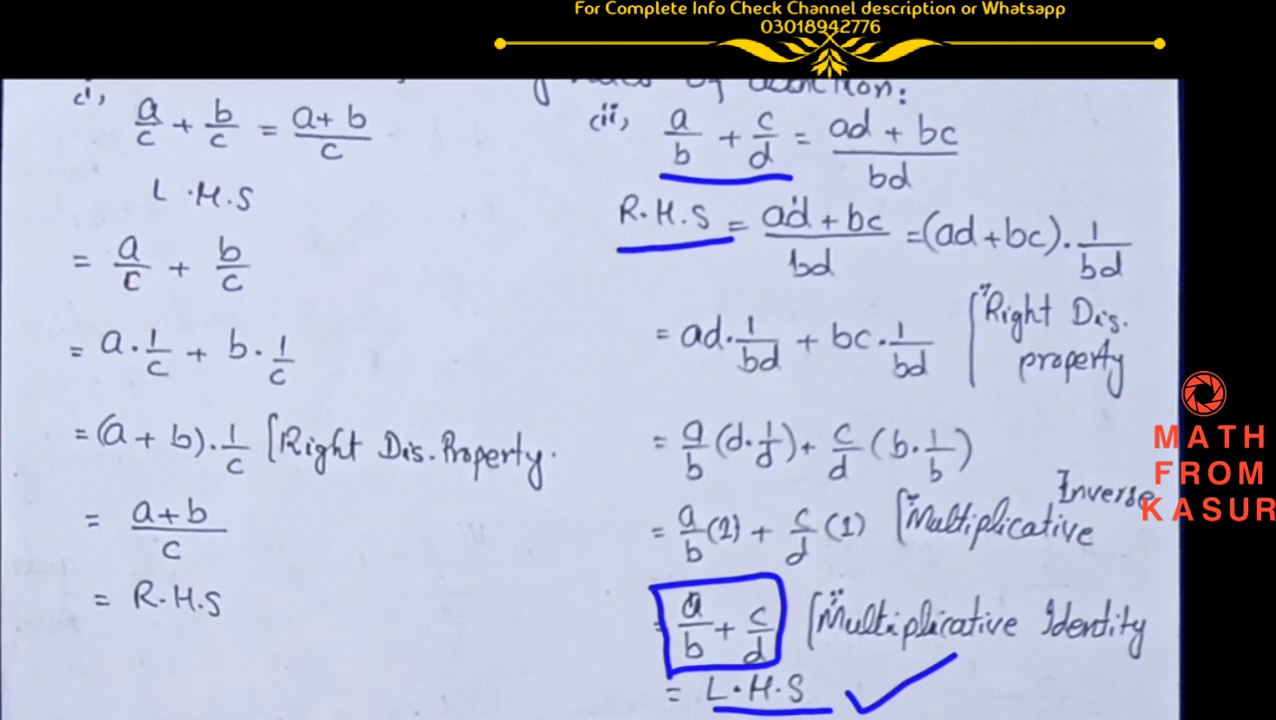 For Complete Info Check Channel description or Whatsapp
03018942776
of addition:
(i), a/c + b/c = a+b/c
L.H.S
= a/c + b/c
= a.1/c + b.1/c
= (a + b).1/c [Right Dis. Property.
= a+b/c
= R.H.S
(ii), a/b + c/d = ad + bc/bd
R.H.S = ad + bc/bd = (ad + bc).1/bd
= ad.1/bd + bc.1/bd [∵ Right Dis. property
= a/b (d.1/d) + c/d (b.1/b)
= a/b (1) + c/d (1) [∵ Multiplicative Inverse
= a/b + c/d [∵ Multiplicative Identity
= L.H.S
MATH
FROM
KASUR